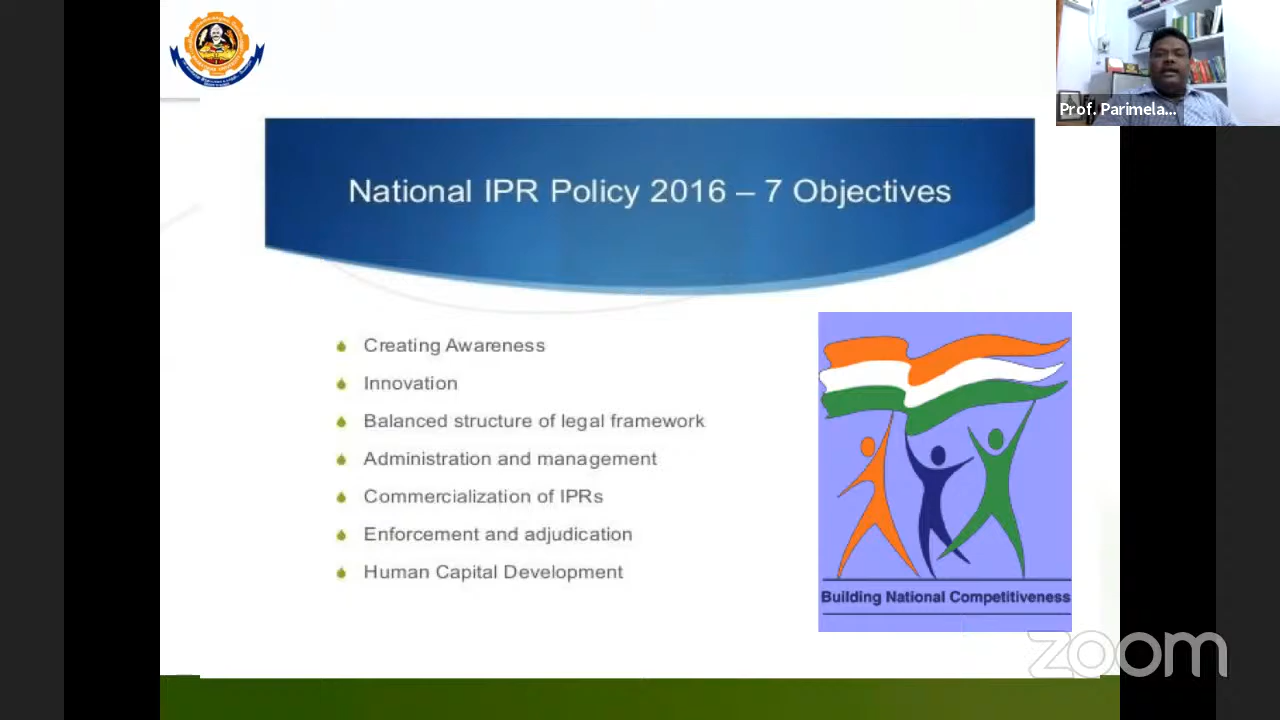 Prof. Parimela...
National IPR Policy 2016 – 7 Objectives
Creating Awareness
Innovation
Balanced structure of legal framework
Administration and management
Commercialization of IPRs
Enforcement and adjudication
Human Capital Development
Building National Competitiveness
zoom